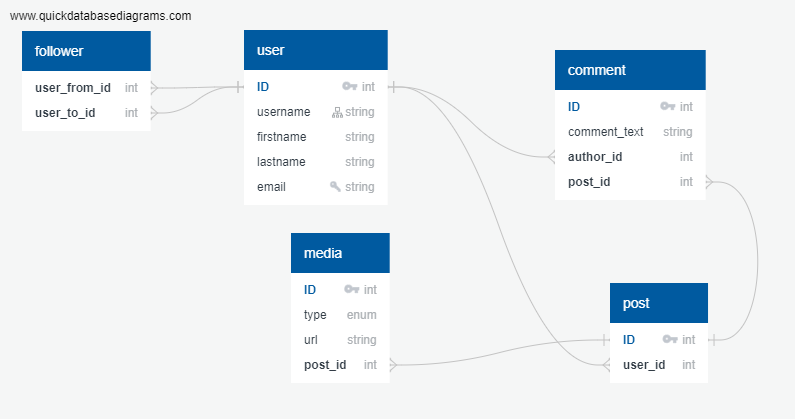 www.quickdatabasediagrams.com
follower
user_from_id int
user_to_id int
user
ID int
username string
firstname string
lastname string
email string
comment
ID int
comment_text string
author_id int
post_id int
media
ID int
type enum
url string
post_id int
post
ID int
user_id int